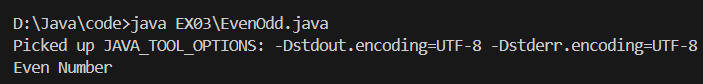 D:\Java\code>java EX03\EvenOdd.java
Picked up JAVA_TOOL_OPTIONS: -Dstdout.encoding=UTF-8 -Dstderr.encoding=UTF-8
Even Number